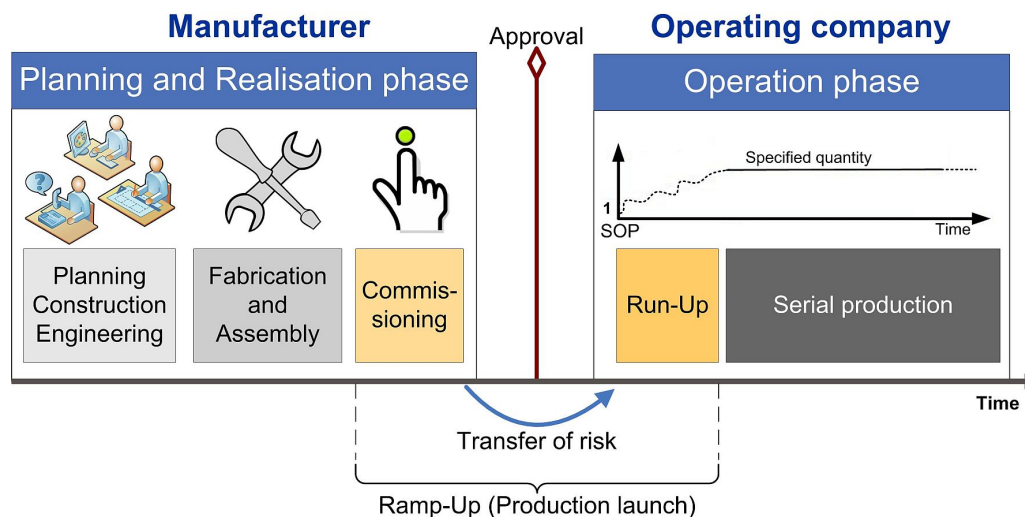 Manufacturer
Approval
Operating company
Planning and Realisation phase
Operation phase
?
Specified quantity
1
SOP
Time
Planning
Construction
Engineering
Fabrication
and
Assembly
Commis-
sioning
Run-Up
Serial production
Time
Transfer of risk
Ramp-Up (Production launch)